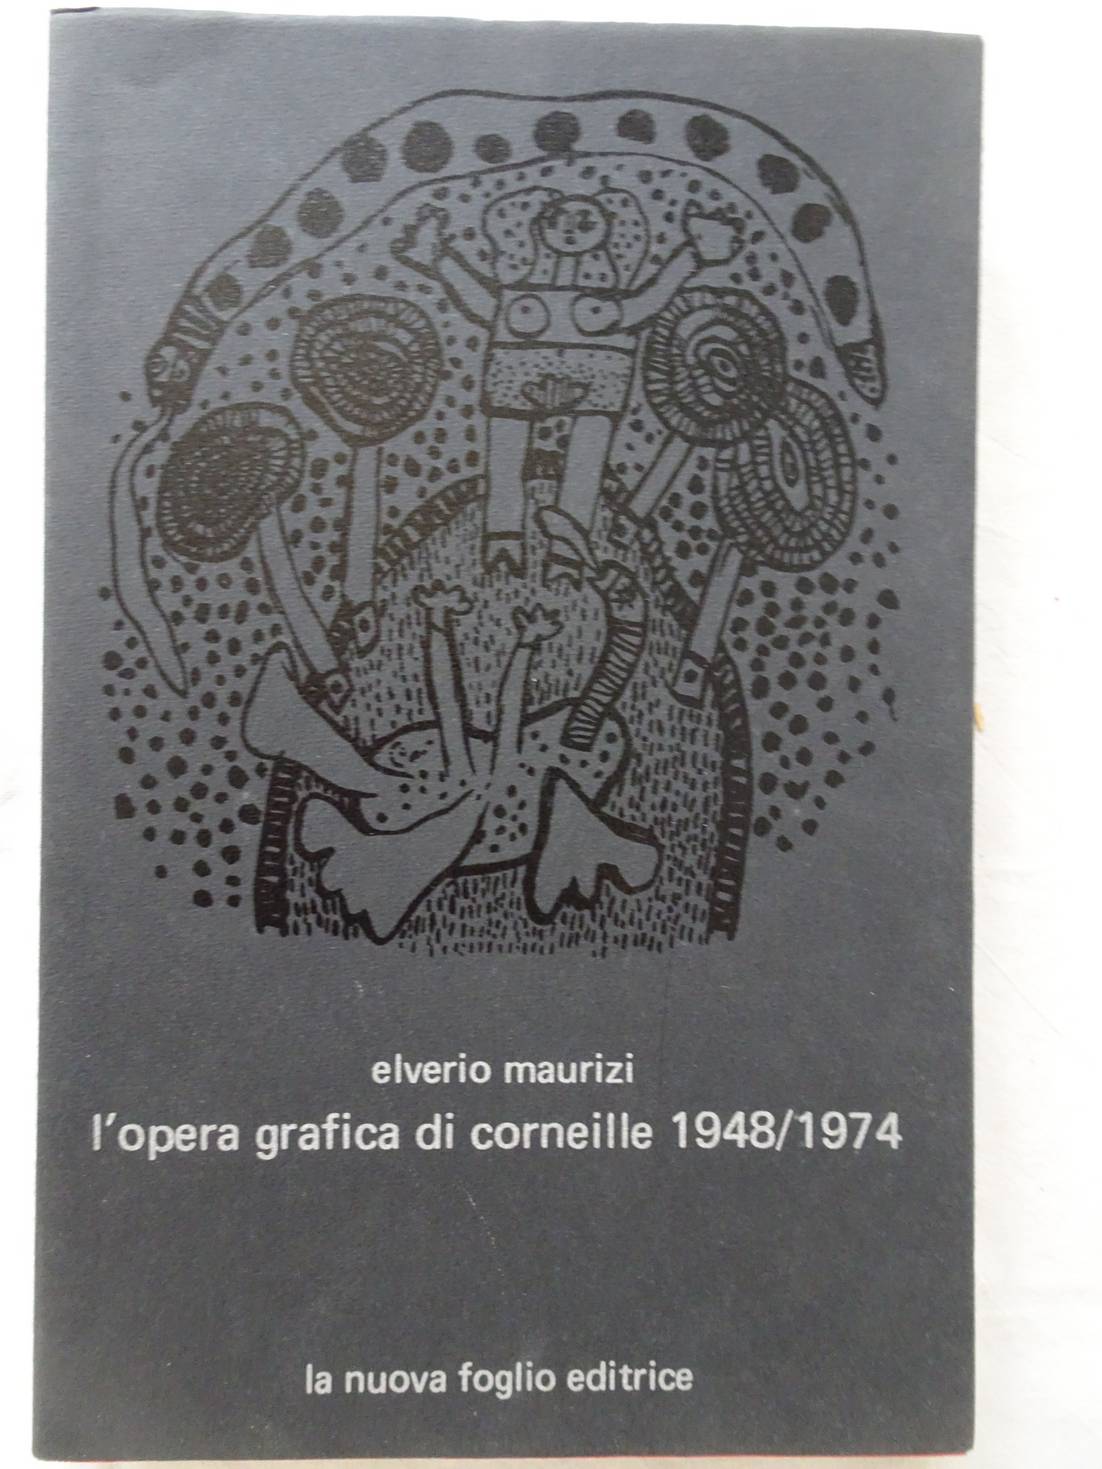 elverio maurizi
l'opera grafica di corneille 1948/1974
la nuova foglio editrice